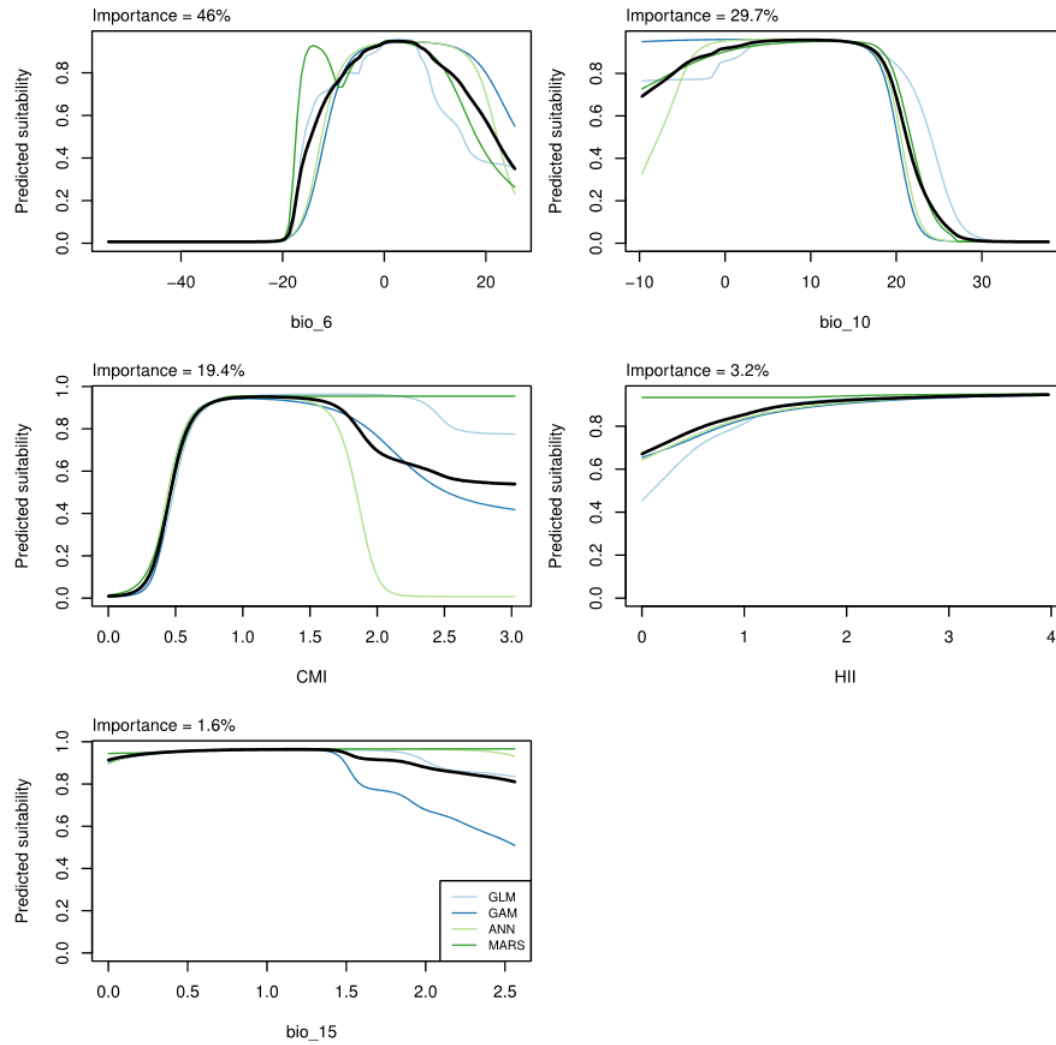 Importance = 46%
Predicted suitability
0.0 0.2 0.4 0.6 0.8
−40 −20 0 20
bio_6
Importance = 29.7%
Predicted suitability
0.0 0.2 0.4 0.6 0.8
−10 0 10 20 30
bio_10
Importance = 19.4%
Predicted suitability
0.0 0.2 0.4 0.6 0.8 1.0
0.0 0.5 1.0 1.5 2.0 2.5 3.0
CMI
Importance = 3.2%
Predicted suitability
0.0 0.2 0.4 0.6 0.8
0 1 2 3 4
HII
Importance = 1.6%
Predicted suitability
0.0 0.2 0.4 0.6 0.8 1.0
0.0 0.5 1.0 1.5 2.0 2.5
bio_15
GLM
GAM
ANN
MARS